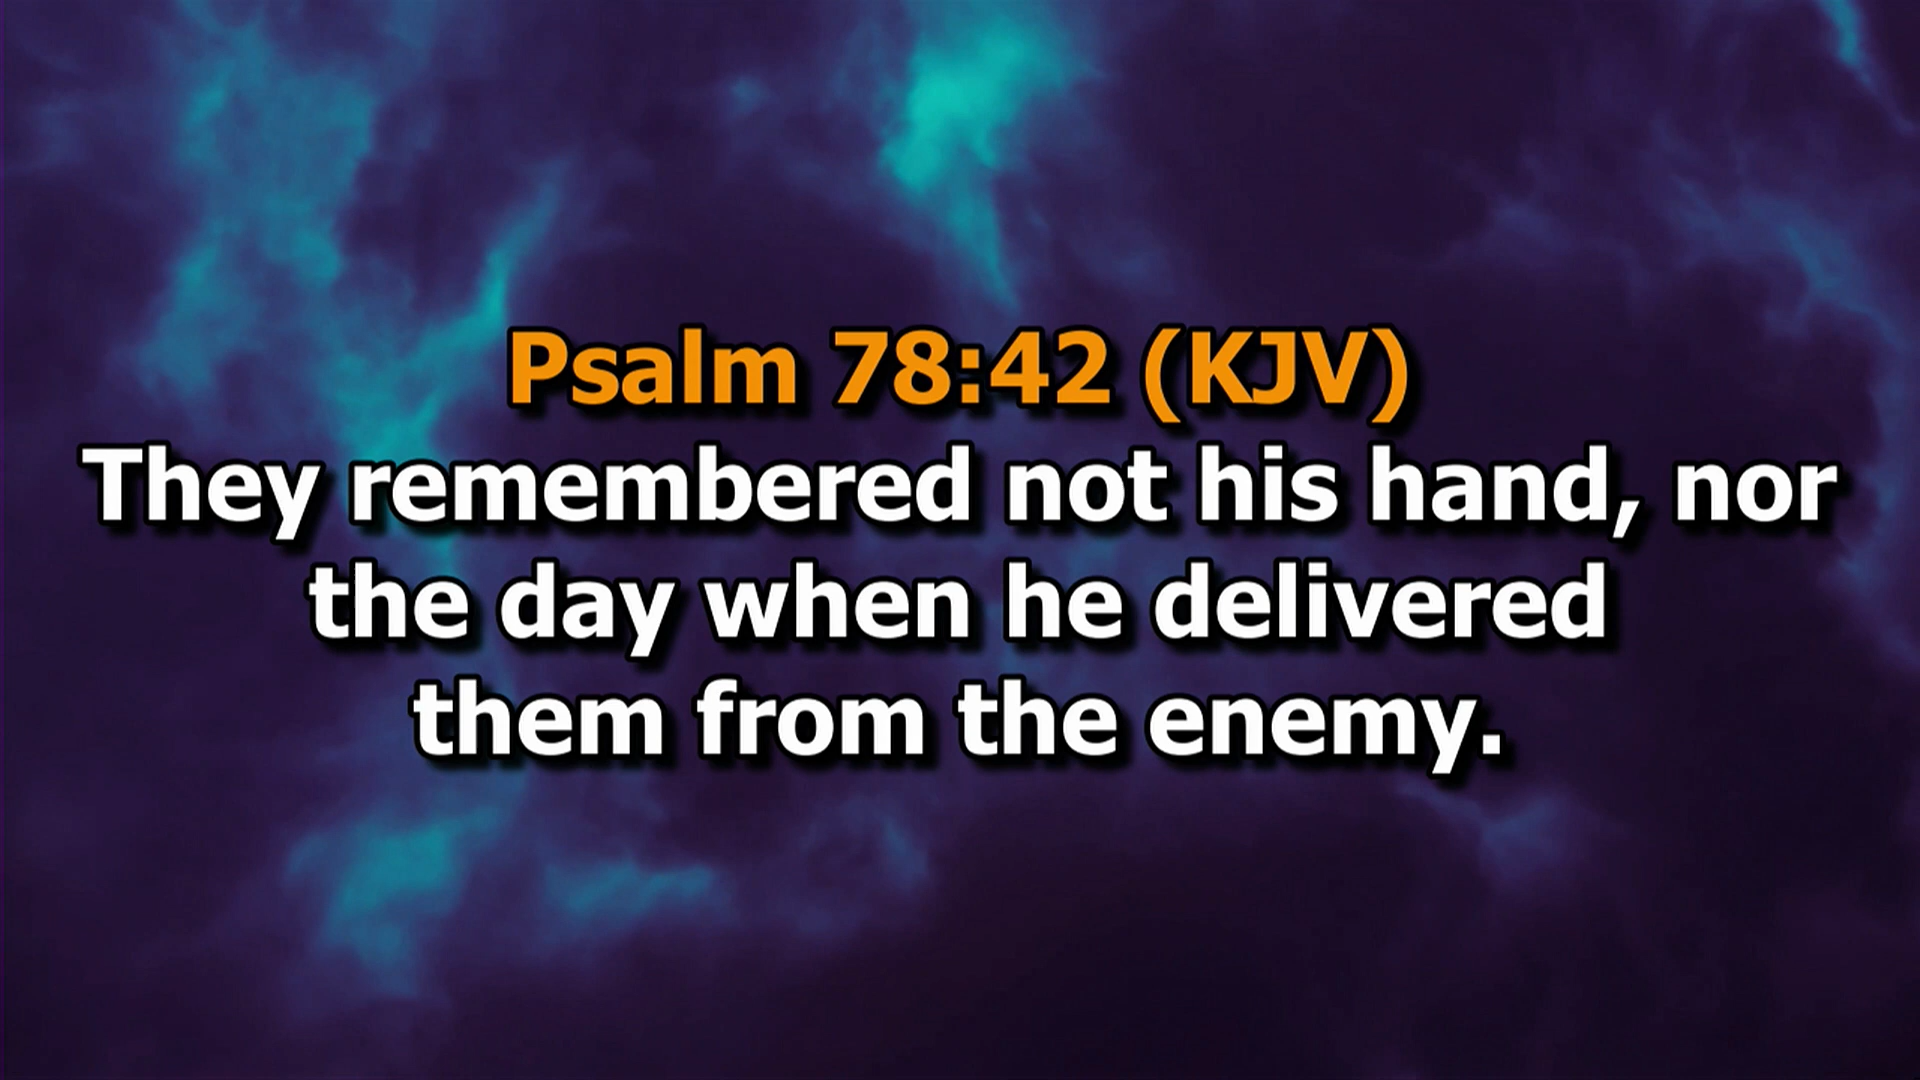 Psalm 78:42 (KJV)
They remembered not his hand, nor
the day when he delivered
them from the enemy.